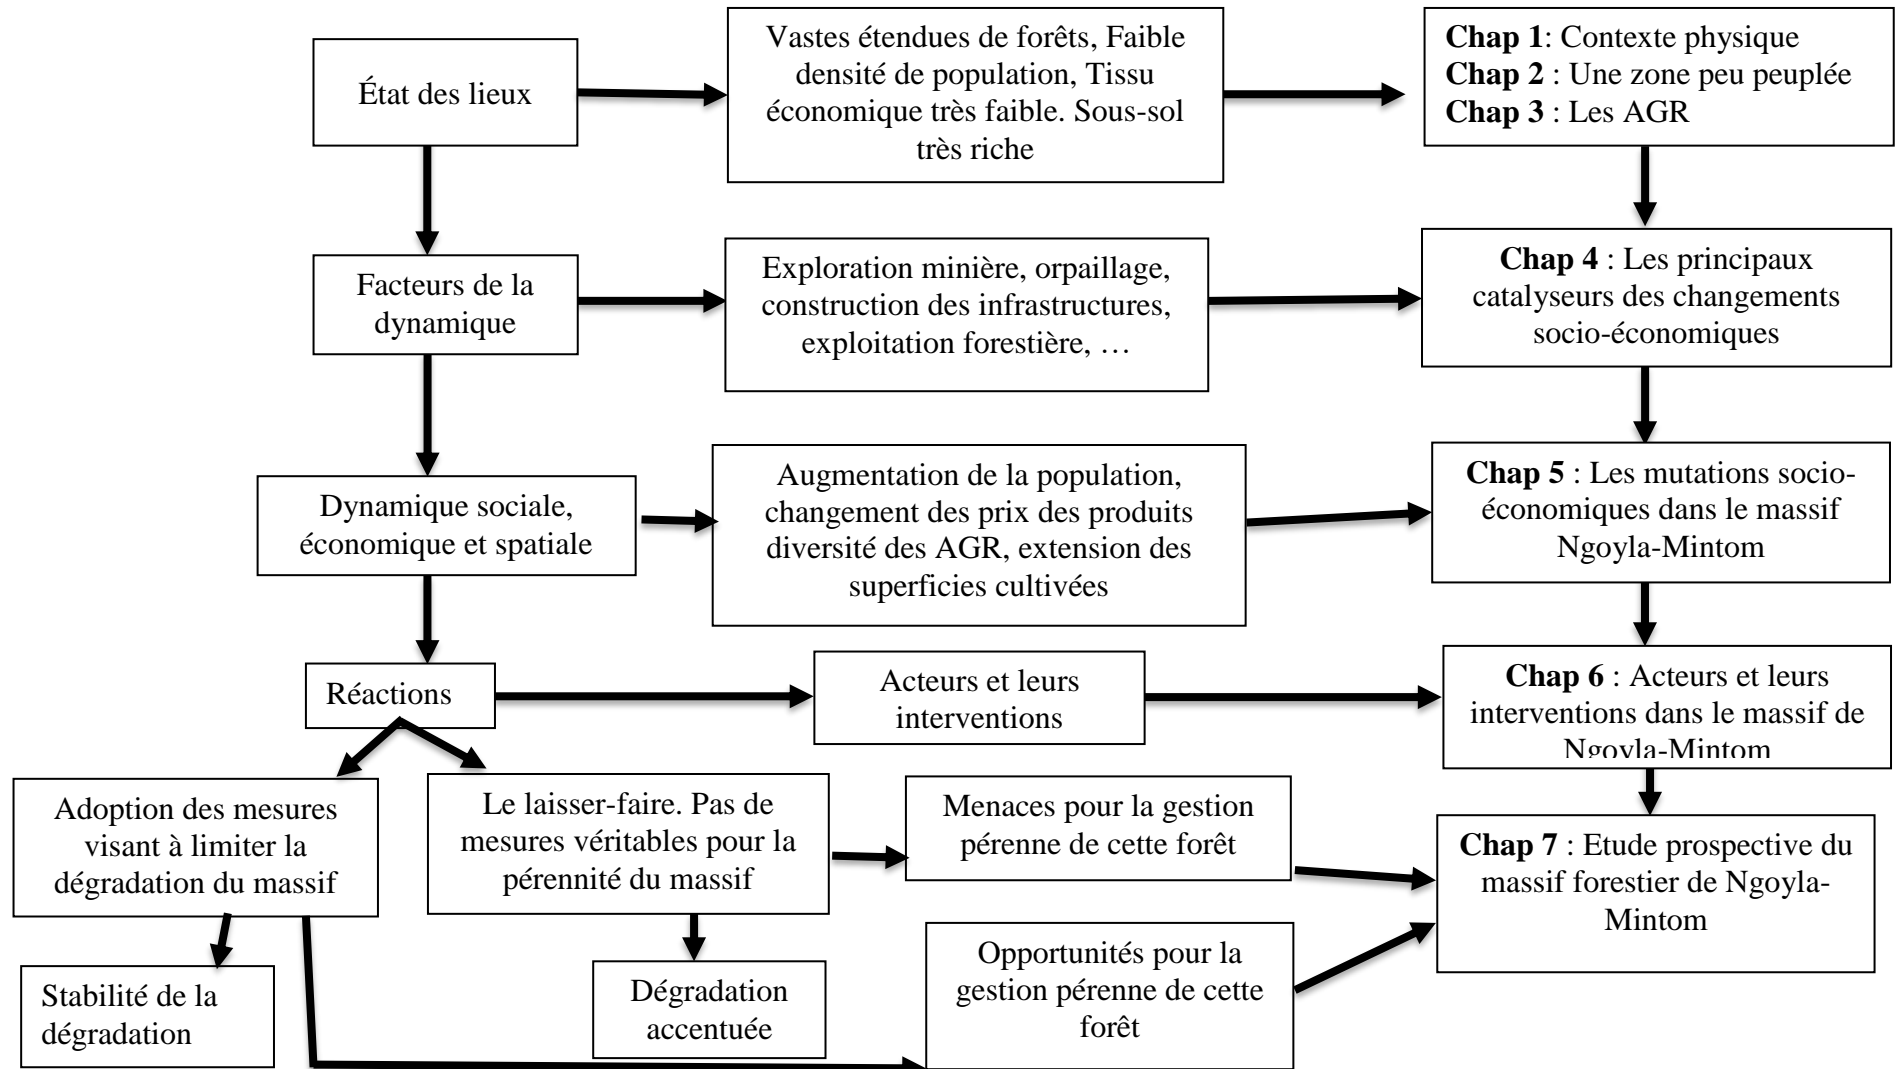 État des lieux
Vastes étendues de forêts, Faible
densité de population, Tissu
économique très faible. Sous-sol
très riche
Chap 1: Contexte physique
Chap 2 : Une zone peu peuplée
Chap 3 : Les AGR
Facteurs de la
dynamique
Exploration minière, orpaillage,
construction des infrastructures,
exploitation forestière, …
Chap 4 : Les principaux
catalyseurs des changements
socio-économiques
Dynamique sociale,
économique et spatiale
Augmentation de la population,
changement des prix des produits
diversité des AGR, extension des
superficies cultivées
Chap 5 : Les mutations socio-
économiques dans le massif
Ngoyla-Mintom
Réactions
Acteurs et leurs
interventions
Chap 6 : Acteurs et leurs
interventions dans le massif de
Ngoyla-Mintom
Adoption des mesures
visant à limiter la
dégradation du massif
Le laisser-faire. Pas de
mesures véritables pour la
pérennité du massif
Menaces pour la gestion
pérenne de cette forêt
Chap 7 : Etude prospective du
massif forestier de Ngoyla-
Mintom
Stabilité de la
dégradation
Dégradation
accentuée
Opportunités pour la
gestion pérenne de cette
forêt